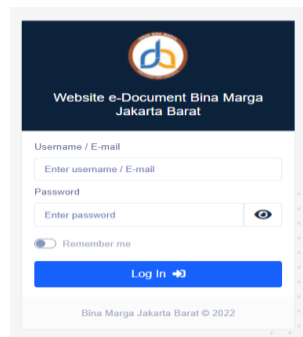 Website e-Document Bina Marga
Jakarta Barat
Username / E-mail
Enter username / E-mail
Password
Enter password
Remember me
Log In
Bina Marga Jakarta Barat © 2022